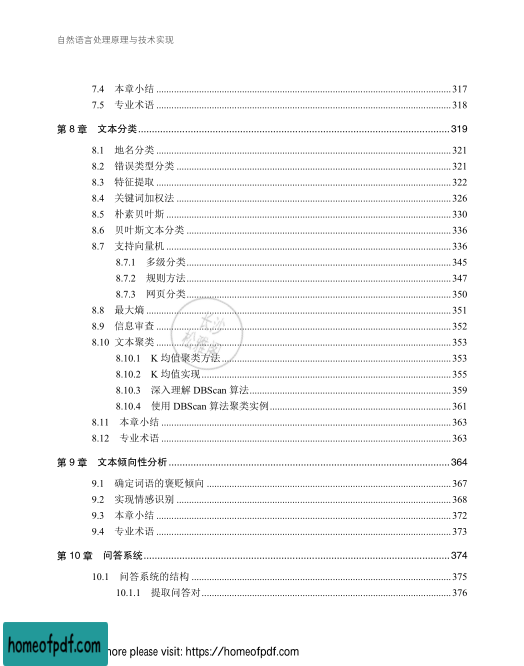 自然语言处理原理与技术实现
7.4 本章小结 317
7.5 专业术语 318
第 8 章 文本分类 319
8.1 地名分类 321
8.2 错误类型分类 321
8.3 特征提取 322
8.4 关键词加权法 326
8.5 朴素贝叶斯 330
8.6 贝叶斯文本分类 336
8.7 支持向量机 336
8.7.1 多级分类 345
8.7.2 规则方法 347
8.7.3 网页分类 350
8.8 最大熵 351
8.9 信息审查 352
8.10 文本聚类 353
8.10.1 K 均值聚类方法 353
8.10.2 K 均值实现 355
8.10.3 深入理解 DBScan 算法 359
8.10.4 使用 DBScan 算法聚类实例 361
8.11 本章小结 363
8.12 专业术语 363
第 9 章 文本倾向性分析 364
9.1 确定词语的褒贬倾向 367
9.2 实现情感识别 368
9.3 本章小结 372
9.4 专业术语 373
第 10 章 问答系统 374
10.1 问答系统的结构 375
10.1.1 提取问答对 376
homeofpdf.com
more please visit: https://homeofpdf.com